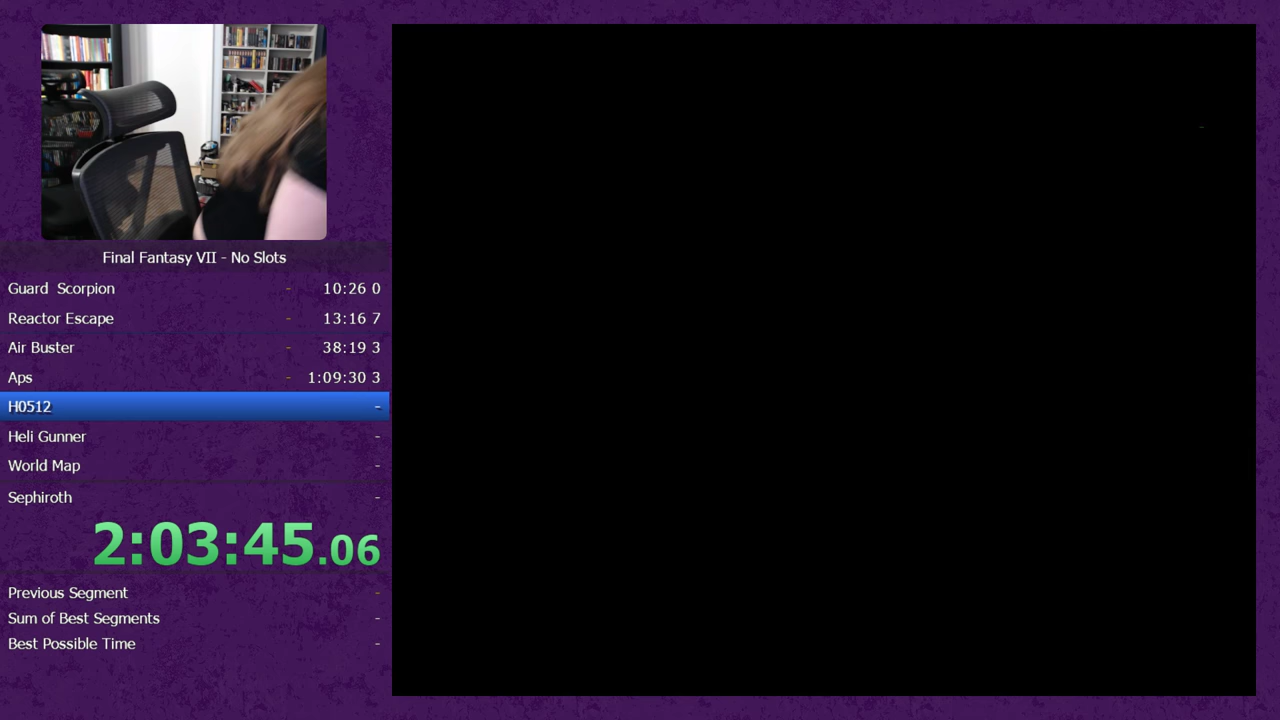 Final Fantasy VII - No Slots
Guard Scorpion - 10:26 0
Reactor Escape - 13:16 7
Air Buster - 38:19 3
Aps - 1:09:30 3
H0512 -
Heli Gunner -
World Map -
Sephiroth -
2:03:45.06
Previous Segment -
Sum of Best Segments -
Best Possible Time -